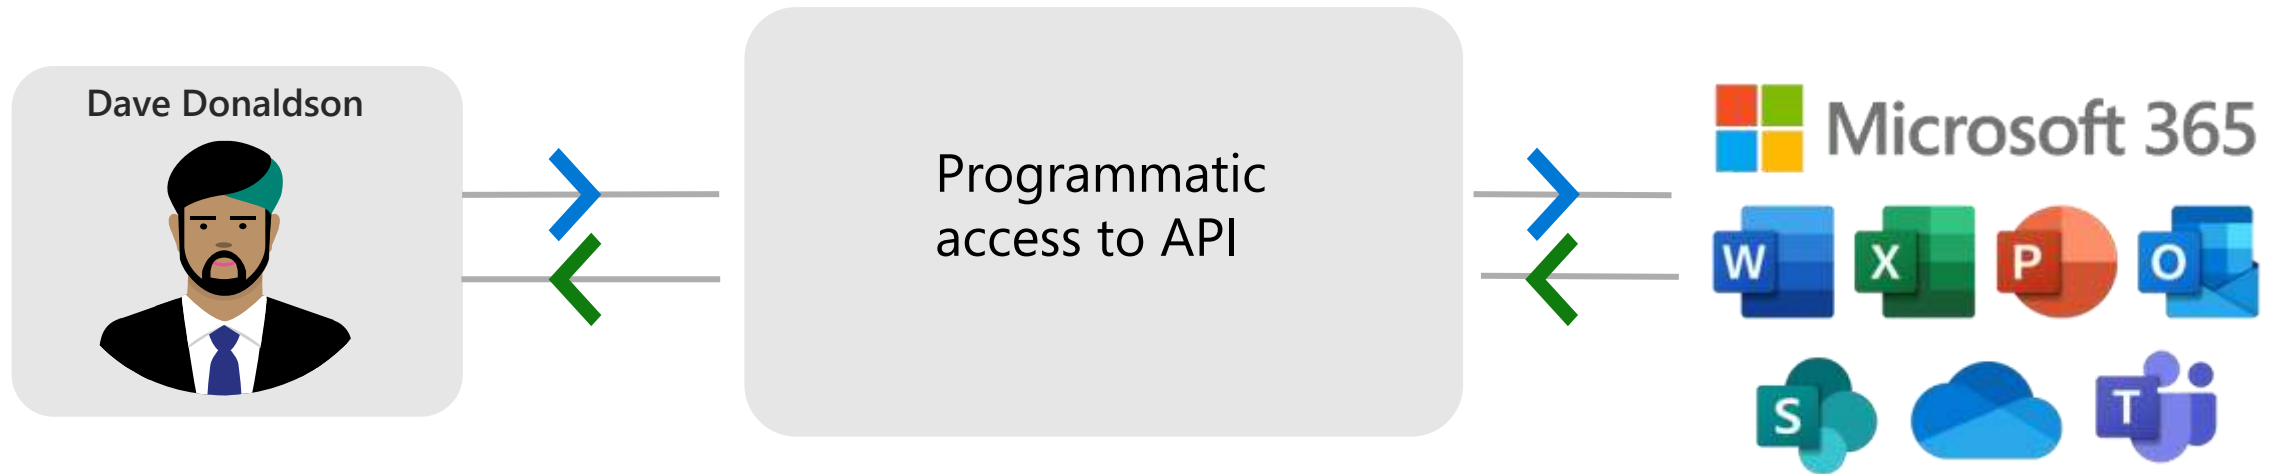 Dave Donaldson
Programmatic
access to API
Microsoft 365
W X P O
S T